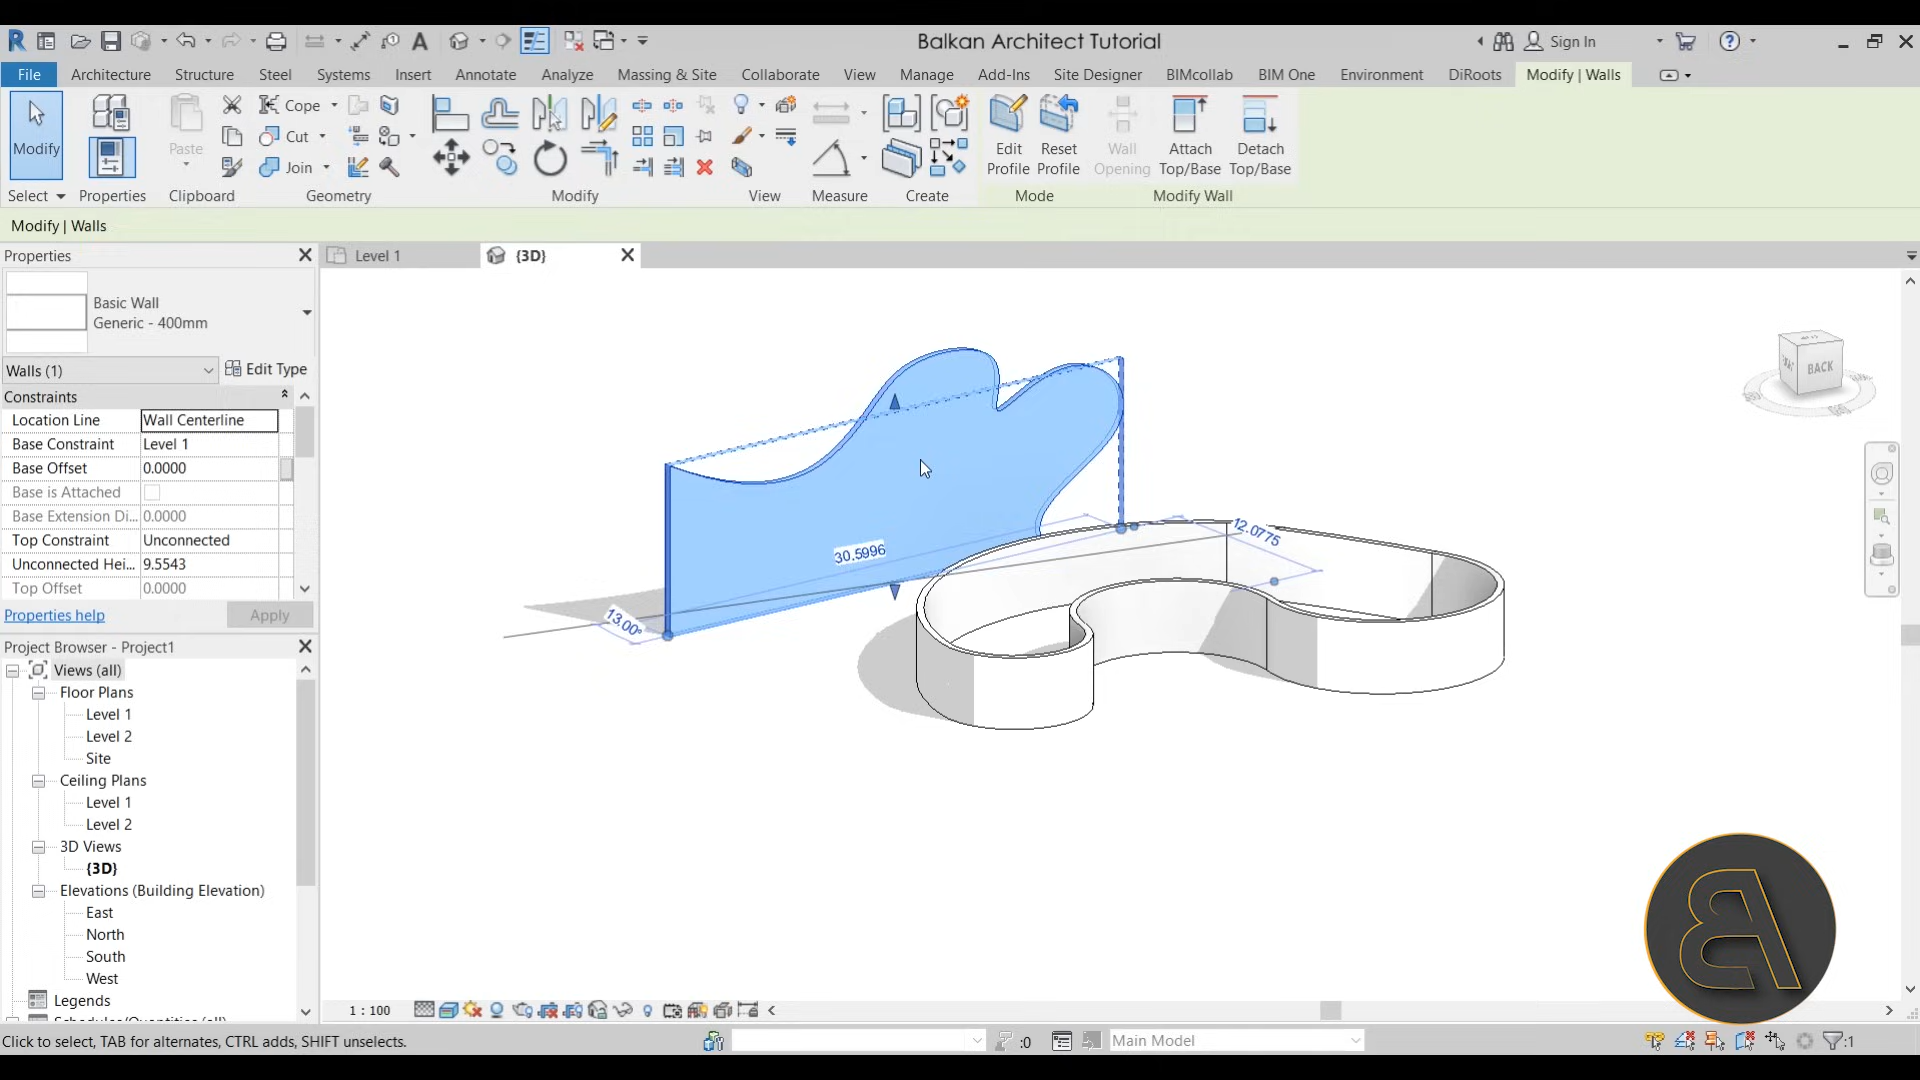 Balkan Architect Tutorial
Sign In
File Architecture Structure Steel Systems Insert Annotate Analyze Massing & Site Collaborate View Manage Add-Ins Site Designer BIMcollab BIM One Environment DiRoots Modify | Walls
Modify
Paste
Cope
Cut
Join
Edit
Profile
Reset
Profile
Wall
Opening
Attach
Top/Base
Detach
Top/Base
Select Properties Clipboard Geometry Modify View Measure Create Mode Modify Wall
Modify | Walls
Properties
Level 1
{3D}
Basic Wall
Generic - 400mm
Walls (1)
Edit Type
Constraints
Location Line Wall Centerline
Base Constraint Level 1
Base Offset 0.0000
Base is Attached
Base Extension Di... 0.0000
Top Constraint Unconnected
Unconnected Hei... 9.5543
Top Offset 0.0000
Properties help
Apply
Project Browser - Project1
Views (all)
Floor Plans
Level 1
Level 2
Site
Ceiling Plans
Level 1
Level 2
3D Views
{3D}
Elevations (Building Elevation)
East
North
South
West
Legends
30.5996
13.00°
12.0775
BACK
1 : 100
Click to select, TAB for alternates, CTRL adds, SHIFT unselects.
:0
Main Model
:1